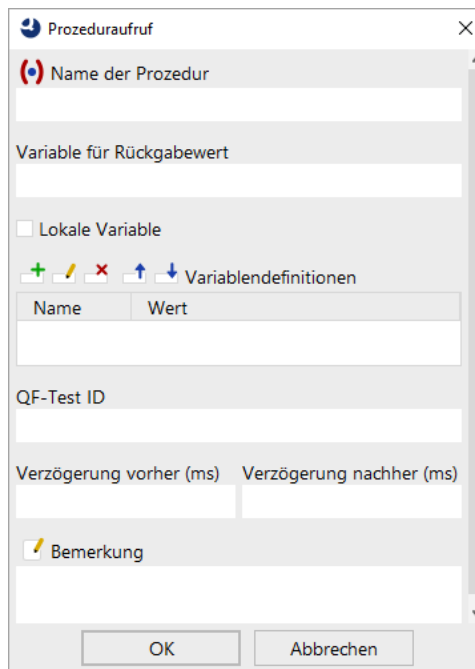 Prozeduraufruf
Name der Prozedur
Variable für Rückgabewert
Lokale Variable
Variablendefinitionen
Name Wert
QF-Test ID
Verzögerung vorher (ms) Verzögerung nachher (ms)
Bemerkung
OK Abbrechen